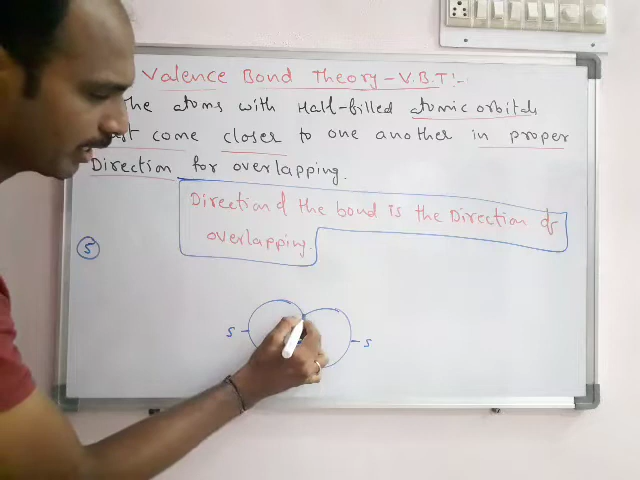 Valence Bond Theory - V.B.T :-
The atoms with Half-filled atomic orbitals
come closer to one another in proper
Direction for overlapping.
Direction of the bond is the Direction of
overlapping.
5
S
S